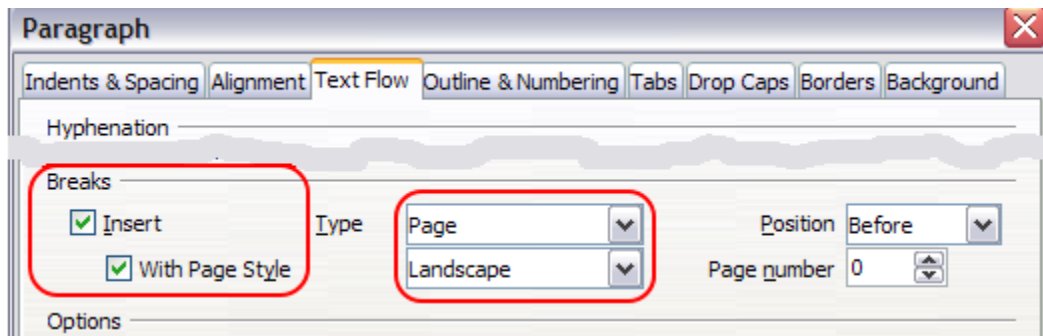 Paragraph
Indents & Spacing Alignment Text Flow Outline & Numbering Tabs Drop Caps Borders Background
Hyphenation
Breaks
Insert Type Page Position Before
With Page Style Landscape Page number 0
Options